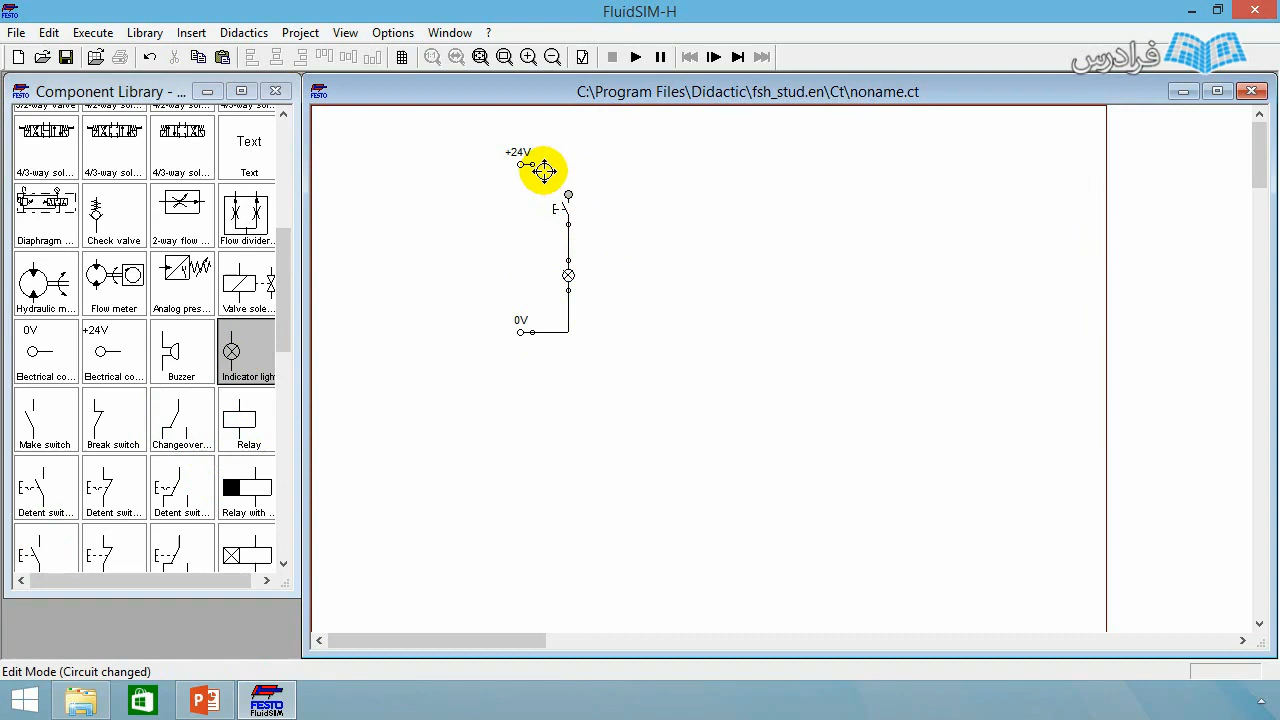 FESTO
FluidSIM-H
File Edit Execute Library Insert Didactics Project View Options Window ?
فرادرس
FESTO
Component Library - ...
FESTO
C:\Program Files\Didactic\fsh_stud.en\Ct\noname.ct
4/3-way sol...
4/3-way sol...
4/3-way sol...
Text
Text
Diaphragm ...
Check valve
2-way flow ...
Flow divider
Hydraulic m...
Flow meter
Analog pres...
Valve sole...
0V
Electrical co...
+24V
Electrical co...
Buzzer
Indicator light
Make switch
Break switch
Changeover...
Relay
Detent swit...
Detent swit...
Detent swit...
Relay with ...
+24V
0V
Edit Mode (Circuit changed)
FESTO
FluidSIM